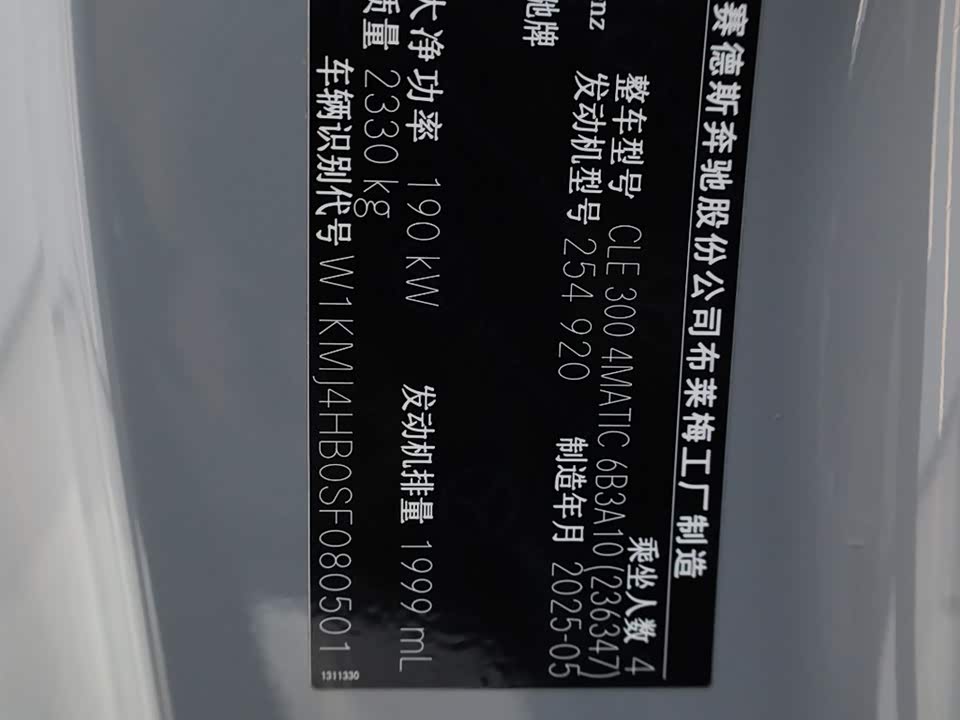 赛德斯奔驰股份公司布莱梅工厂制造
nz
整车型号 CLE 300 4MATIC 6B3A10(236347)
乘坐人数 4
驰牌
发动机型号 254 920
制造年月 2025-05
大净功率 190 kW
发动机排量 1999 mL
质量 2330 kg
车辆识别代号 W1KMJ4HB0SF080501
1311330